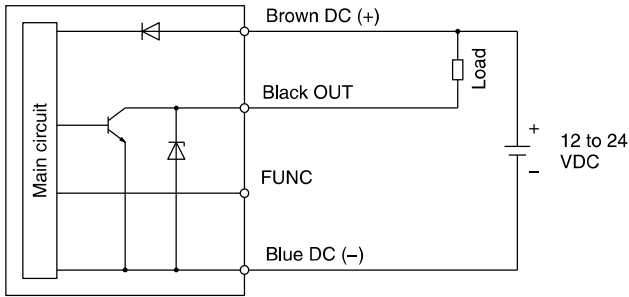 Brown DC (+)
Load
Black OUT
Main circuit
+
12 to 24
VDC
−
FUNC
Blue DC (−)